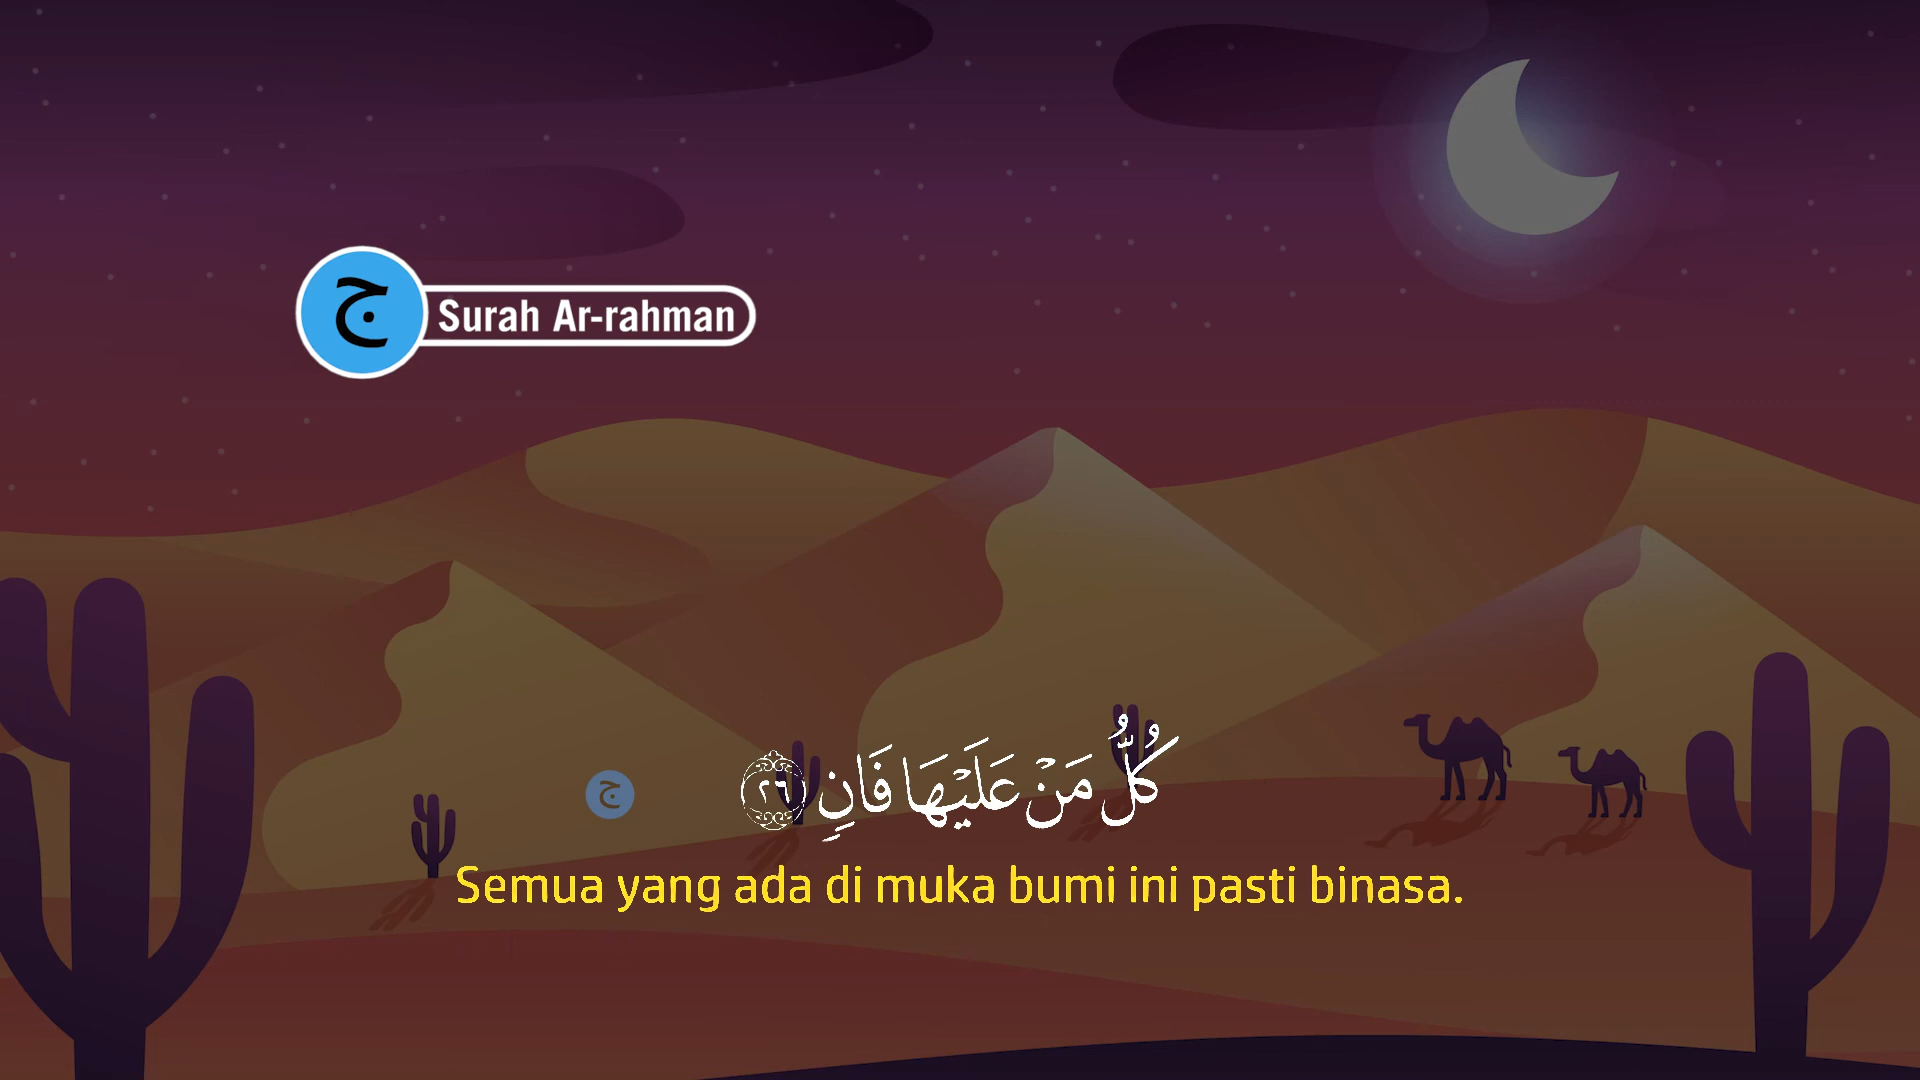 ج
Surah Ar-rahman
كُلُّ مَنْ عَلَيْهَا فَانٍ ٢٦
ج
Semua yang ada di muka bumi ini pasti binasa.